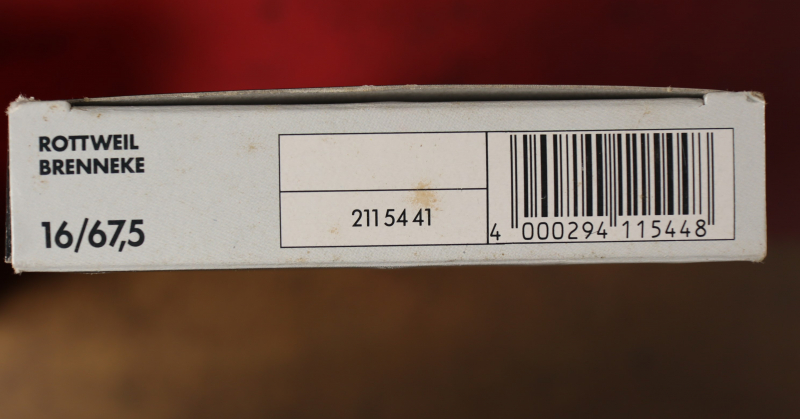 ROTTWEIL
BRENNEKE
16/67,5
211 54 41
4 000294 115448